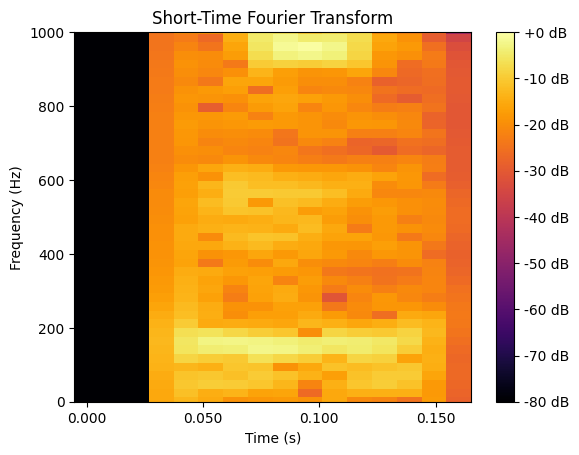 Short-Time Fourier Transform
Frequency (Hz)
1000
800
600
400
200
0
0.000 0.050 0.100 0.150
Time (s)
+0 dB
-10 dB
-20 dB
-30 dB
-40 dB
-50 dB
-60 dB
-70 dB
-80 dB